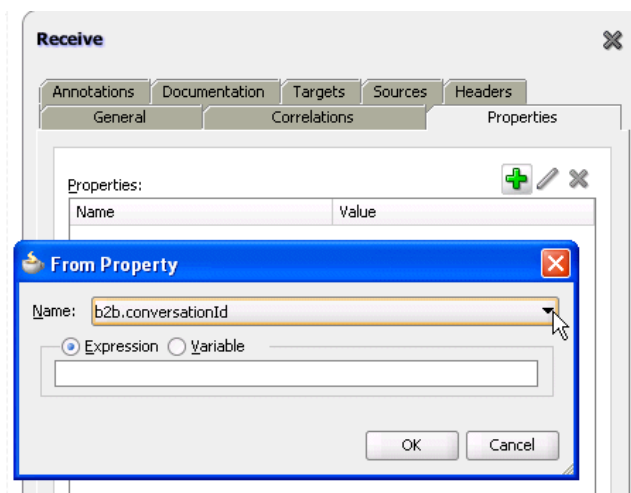 Receive
Annotations Documentation Targets Sources Headers
General Correlations Properties
Properties:
Name Value
From Property
Name: b2b.conversationId
Expression Variable
OK Cancel